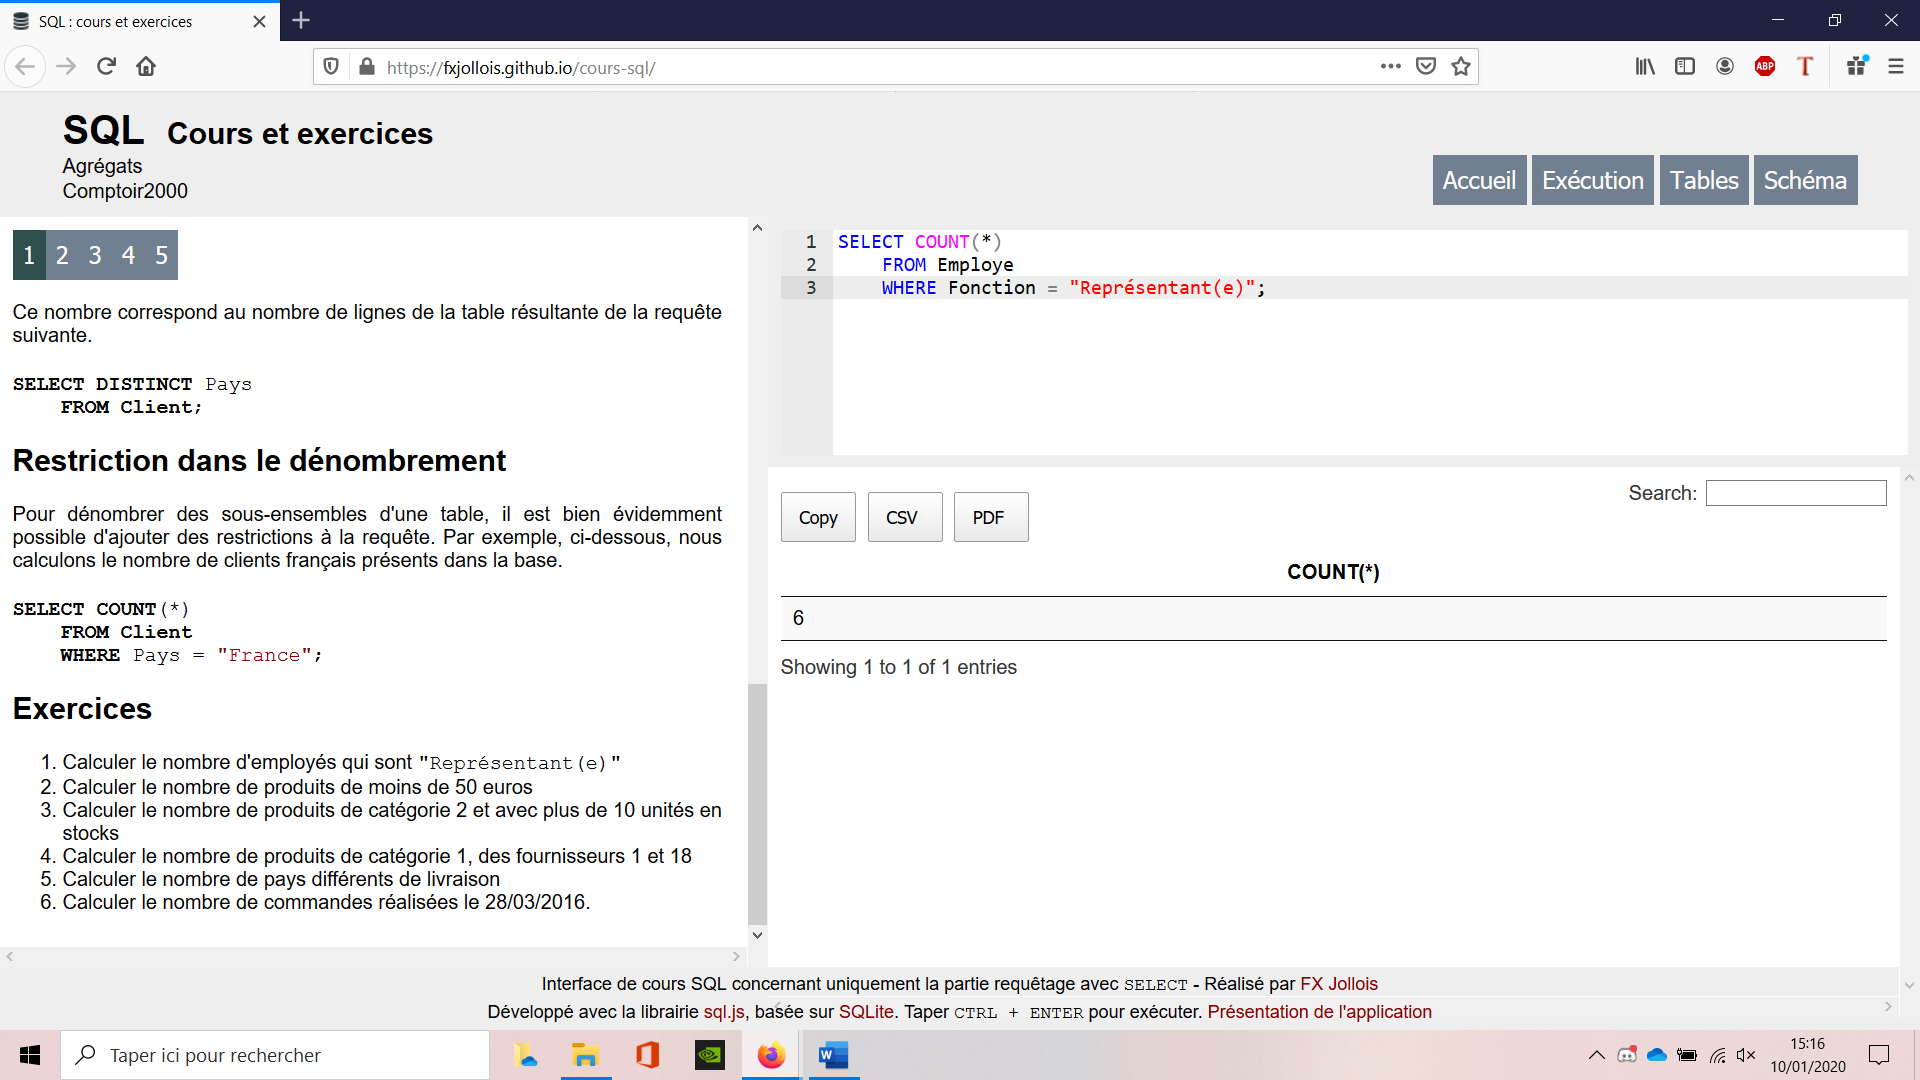 SQL : cours et exercices
https://fxjollois.github.io/cours-sql/
ABP
T
SQL Cours et exercices
Agrégats
Comptoir2000
Accueil Exécution Tables Schéma
1 2 3 4 5
Ce nombre correspond au nombre de lignes de la table résultante de la requête
suivante.
SELECT DISTINCT Pays
FROM Client;
Restriction dans le dénombrement
Pour dénombrer des sous-ensembles d'une table, il est bien évidemment
possible d'ajouter des restrictions à la requête. Par exemple, ci-dessous, nous
calculons le nombre de clients français présents dans la base.
SELECT COUNT(*)
FROM Client
WHERE Pays = "France";
Exercices
1. Calculer le nombre d'employés qui sont "Représentant(e)"
2. Calculer le nombre de produits de moins de 50 euros
3. Calculer le nombre de produits de catégorie 2 et avec plus de 10 unités en
stocks
4. Calculer le nombre de produits de catégorie 1, des fournisseurs 1 et 18
5. Calculer le nombre de pays différents de livraison
6. Calculer le nombre de commandes réalisées le 28/03/2016.
1 SELECT COUNT(*)
2 FROM Employe
3 WHERE Fonction = "Représentant(e)";
Search:
Copy CSV PDF
COUNT(*)
6
Showing 1 to 1 of 1 entries
Interface de cours SQL concernant uniquement la partie requêtage avec SELECT - Réalisé par FX Jollois
Développé avec la librairie sql.js, basée sur SQLite. Taper CTRL + ENTER pour exécuter. Présentation de l'application
Taper ici pour rechercher
15:16
10/01/2020